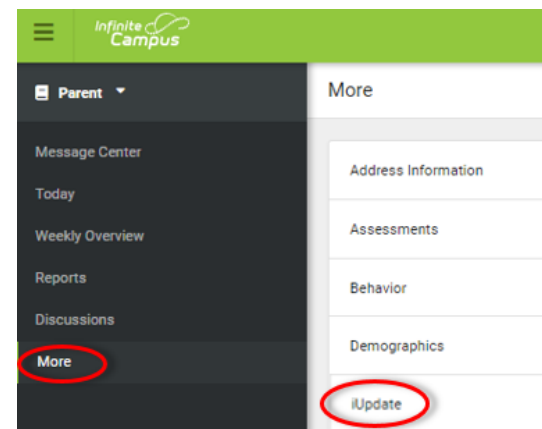 Infinite
Campus
Parent
More
Message Center
Today
Weekly Overview
Reports
Discussions
More
Address Information
Assessments
Behavior
Demographics
iUpdate